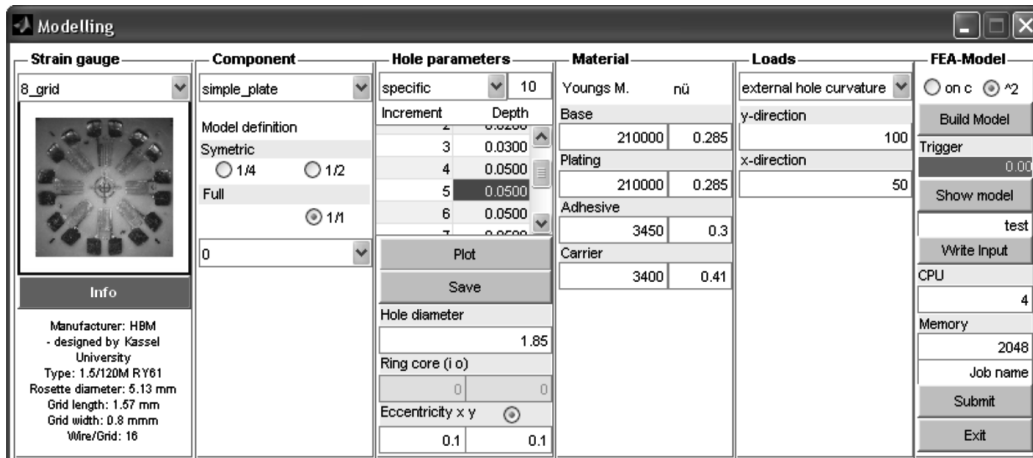 Modelling
Strain gauge
8_grid
Info
Manufacturer: HBM
- designed by Kassel
University
Type: 1.5/120M RY61
Rosette diameter: 5.13 mm
Grid length: 1.57 mm
Grid width: 0.8 mmm
Wire/Grid: 16
Component
simple_plate
Model definition
Symetric
1/4 1/2
Full
1/1
0
Hole parameters
specific 10
Increment Depth
3 0.0300
4 0.0500
5 0.0500
6 0.0500
Plot
Save
Hole diameter
1.85
Ring core (i o)
0 0
Eccentricity x y
0.1 0.1
Material
Youngs M. nü
Base
210000 0.285
Plating
210000 0.285
Adhesive
3450 0.3
Carrier
3400 0.41
Loads
external hole curvature
y-direction
100
x-direction
50
FEA-Model
on c ^2
Build Model
Trigger
0.00
Show model
test
Write Input
CPU
4
Memory
2048
Job name
Submit
Exit